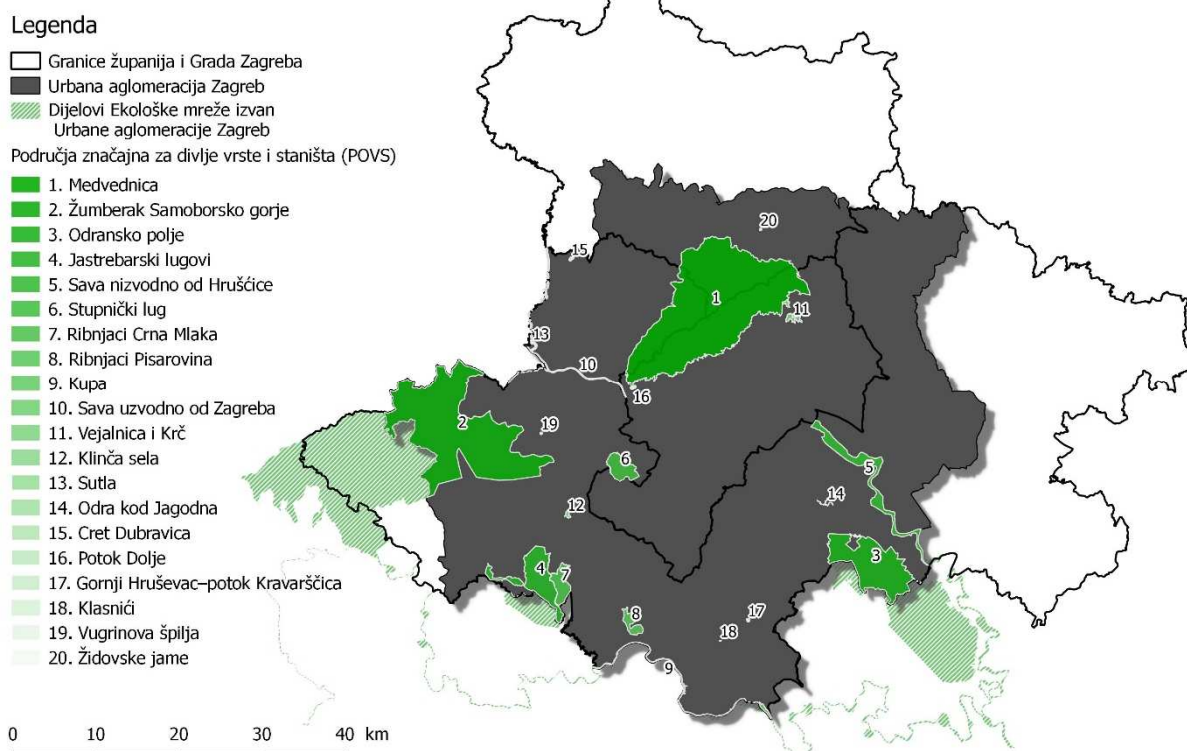 Legenda
Granice županija i Grada Zagreba
Urbana aglomeracija Zagreb
Dijelovi Ekološke mreže izvan
Urbane aglomeracije Zagreb
Područja značajna za divlje vrste i staništa (POVS)
1. Medvednica
2. Žumberak Samoborsko gorje
3. Odransko polje
4. Jastrebarski lugovi
5. Sava nizvodno od Hrušćice
6. Stupnički lug
7. Ribnjaci Crna Mlaka
8. Ribnjaci Pisarovina
9. Kupa
10. Sava uzvodno od Zagreba
11. Vejalnica i Krč
12. Klinča sela
13. Sutla
14. Odra kod Jagodna
15. Cret Dubravica
16. Potok Dolje
17. Gornji Hruševac–potok Kravarščica
18. Klasnići
19. Vugrinova špilja
20. Židovske jame
0 10 20 30 40 km
20
15
1
11
13
10
16
2
19
6
5
12
14
3
4
7
8
17
18
9